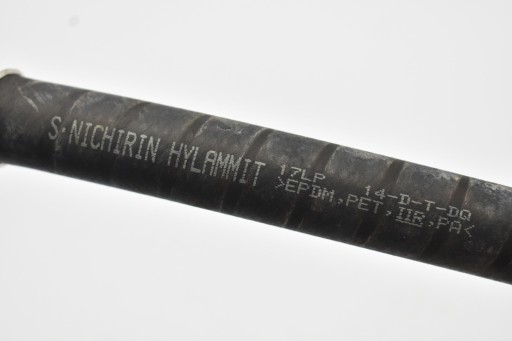 S·NICHIRIN HYLAMMIT
17LP 14-D-T-DQ
>EPDM,PET,IIR,PA<